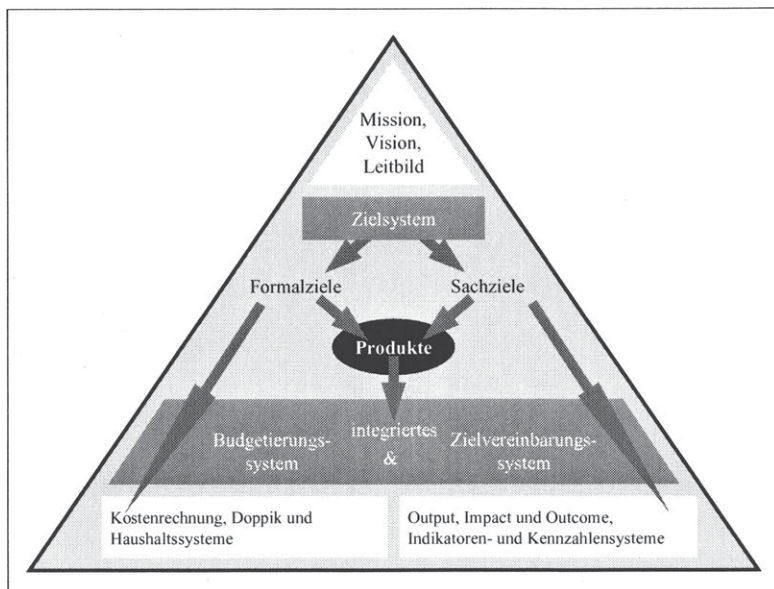 Mission,
Vision,
Leitbild
Zielsystem
Formalziele
Sachziele
Produkte
Budgetierungs-
system
integriertes
&
Zielvereinbarungs-
system
Kostenrechnung, Doppik und
Haushaltssysteme
Output, Impact und Outcome,
Indikatoren- und Kennzahlensysteme